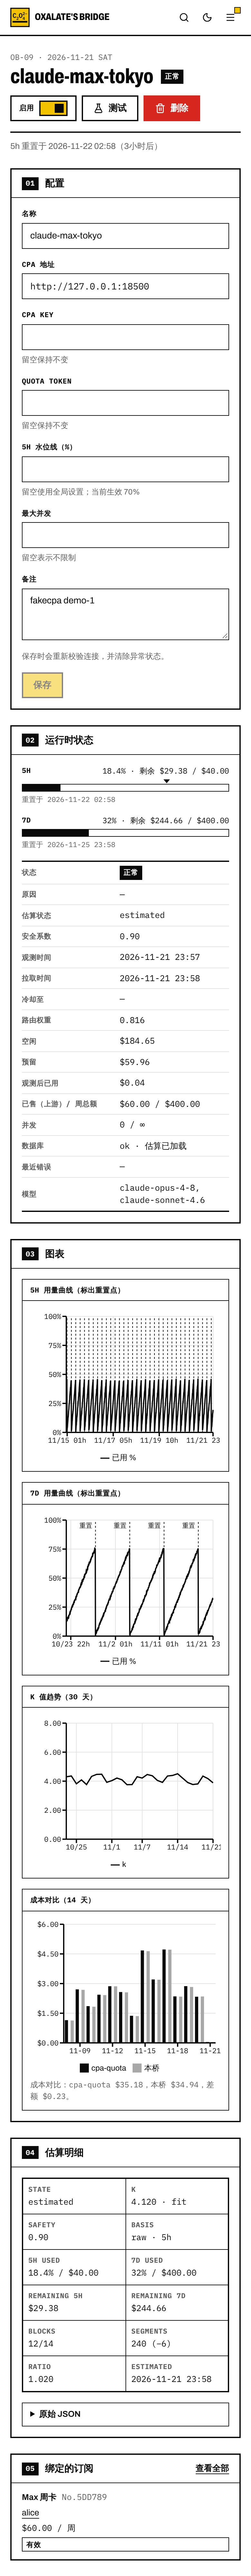 C₂O₄²⁻ OXALATE'S BRIDGE
OB-09 · 2026-11-21 SAT
claude-max-tokyo 正常
启用 测试 删除
5h 重置于 2026-11-22 02:58（3小时后）
01 配置
名称
claude-max-tokyo
CPA 地址
http://127.0.0.1:18500
CPA KEY
留空保持不变
QUOTA TOKEN
留空保持不变
5H 水位线（%）
留空使用全局设置；当前生效 70%
最大并发
留空表示不限制
备注
fakecpa demo-1
保存时会重新校验连接，并清除异常状态。
保存
02 运行时状态
5H 18.4% · 剩余 $29.38 / $40.00
重置于 2026-11-22 02:58
7D 32% · 剩余 $244.66 / $400.00
重置于 2026-11-25 23:58
状态 正常
原因 —
估算状态 estimated
安全系数 0.90
观测时间 2026-11-21 23:57
拉取时间 2026-11-21 23:58
冷却至 —
路由权重 0.816
空闲 $184.65
预留 $59.96
观测后已用 $0.04
已售（上游）/ 周总额 $60.00 / $400.00
并发 0 / ∞
数据库 ok · 估算已加载
最近错误 —
模型 claude-opus-4-8,
claude-sonnet-4.6
03 图表
5H 用量曲线（标出重置点）
100%
75%
50%
25%
0%
11/15 01h 11/17 05h 11/19 10h 11/21 23
已用 %
7D 用量曲线（标出重置点）
100%
重置 重置 重置 重置
75%
50%
25%
0%
10/23 22h 11/2 01h 11/11 01h 11/21 23
已用 %
K 值趋势（30 天）
8.00
6.00
4.00
2.00
0.00
10/25 11/1 11/7 11/14 11/21
k
成本对比（14 天）
$6.00
$4.50
$3.00
$1.50
$0.00
11-09 11-12 11-15 11-18 11-21
cpa-quota 本桥
成本对比：cpa-quota $35.18，本桥 $34.94，差
额 $0.23。
04 估算明细
STATE K
estimated 4.120 · fit
SAFETY BASIS
0.90 raw · 5h
5H USED 7D USED
18.4% / $40.00 32% / $400.00
REMAINING 5H REMAINING 7D
$29.38 $244.66
BLOCKS SEGMENTS
12/14 240 (−6)
RATIO ESTIMATED
1.020 2026-11-21 23:58
原始 JSON
05 绑定的订阅 查看全部
Max 周卡 No.5DD789
alice
$60.00 / 周
有效